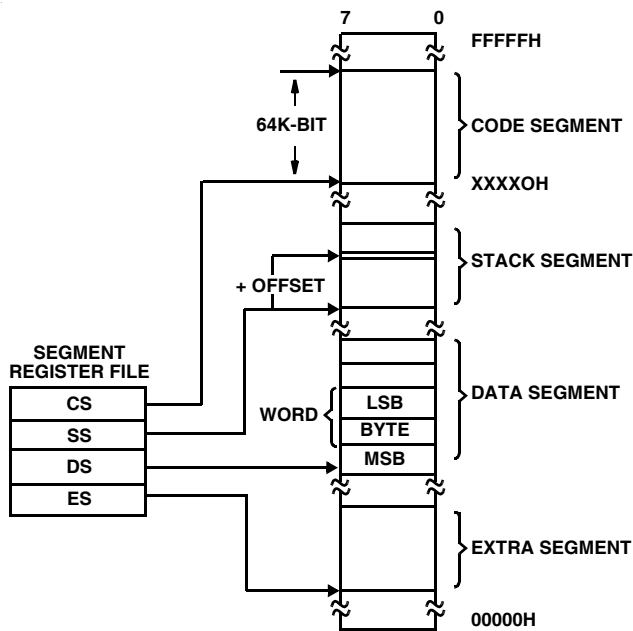 7 0
FFFFFH
64K-BIT
CODE SEGMENT
XXXXOH
STACK SEGMENT
+ OFFSET
SEGMENT
REGISTER FILE
CS
SS
DS
ES
WORD
LSB
BYTE
MSB
DATA SEGMENT
EXTRA SEGMENT
00000H